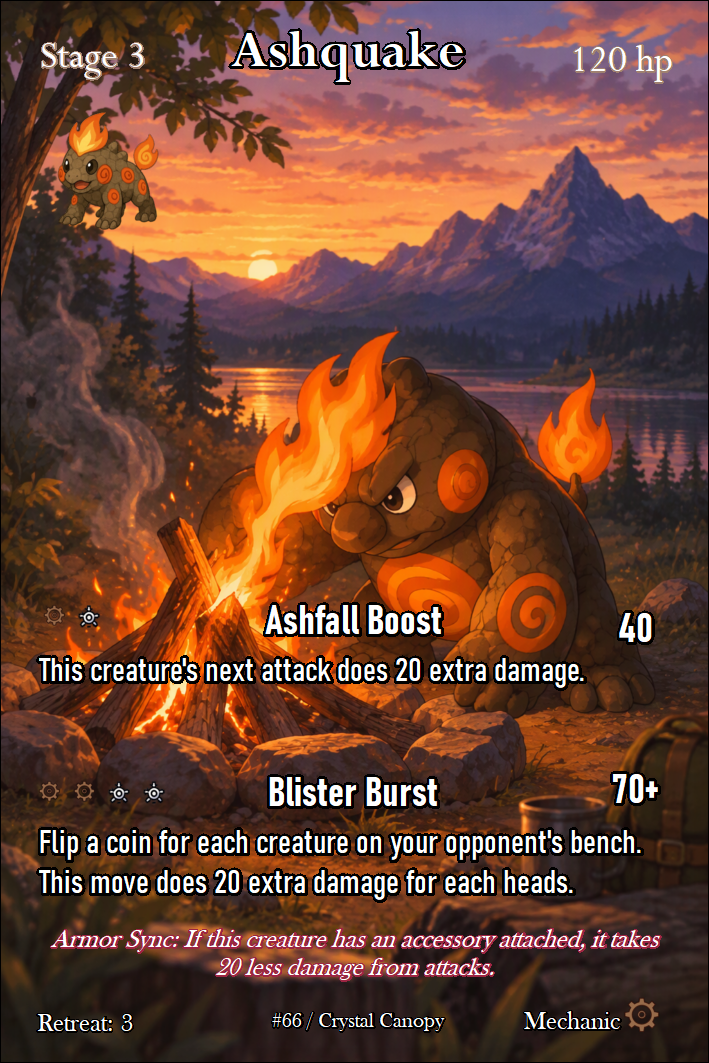 Stage 3
Ashquake
120 hp
Ashfall Boost
40
This creature's next attack does 20 extra damage.
Blister Burst
70+
Flip a coin for each creature on your opponent's bench.
This move does 20 extra damage for each heads.
Armor Sync: If this creature has an accessory attached, it takes
20 less damage from attacks.
Retreat: 3
#66 / Crystal Canopy
Mechanic